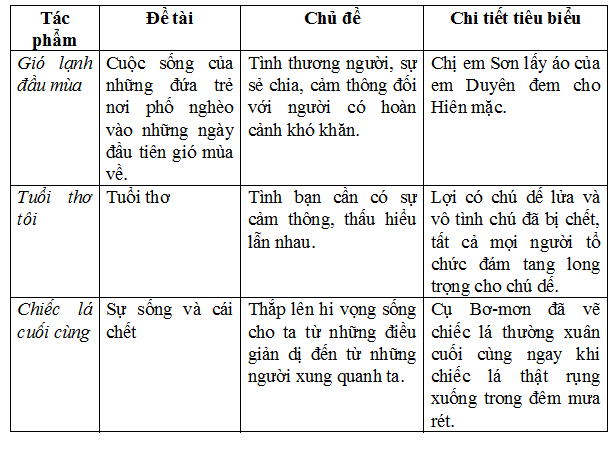 Tác phẩm
Đề tài
Chủ đề
Chi tiết tiêu biểu
Gió lạnh
đầu mùa
Cuộc sống của
những đứa trẻ
nơi phố nghèo
vào những ngày
đầu tiên gió mùa
về.
Tình thương người, sự
sẻ chia, cảm thông đối
với người có hoàn
cảnh khó khăn.
Chị em Sơn lấy áo của
em Duyên đem cho
Hiên mặc.
Tuổi thơ
tôi
Tuổi thơ
Tình bạn cần có sự
cảm thông, thấu hiểu
lẫn nhau.
Lợi có chú dế lửa và
vô tình chú đã bị chết,
tất cả mọi người tổ
chức đám tang long
trọng cho chú dế.
Chiếc lá
cuối cùng
Sự sống và cái
chết
Thắp lên hi vọng sống
cho ta từ những điều
giản dị đến từ những
người xung quanh ta.
Cụ Bơ-mơn đã vẽ
chiếc lá thường xuân
cuối cùng ngay khi
chiếc lá thật rụng
xuống trong đêm mưa
rét.